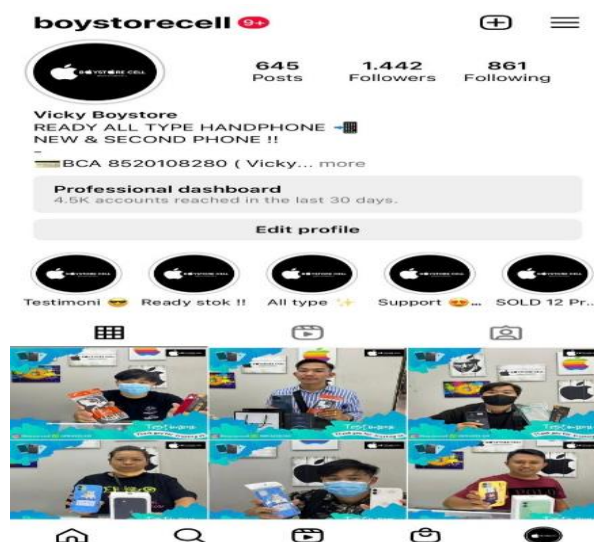 boystorecell 9+
BOYSTORE CELL
645 1.442 861
Posts Followers Following
Vicky Boystore
READY ALL TYPE HANDPHONE
NEW & SECOND PHONE !!
-
BCA 8520108280 ( Vicky... more
Professional dashboard
4.5K accounts reached in the last 30 days.
Edit profile
Testimoni Ready stok !! All type Support ... SOLD 12 Pr..